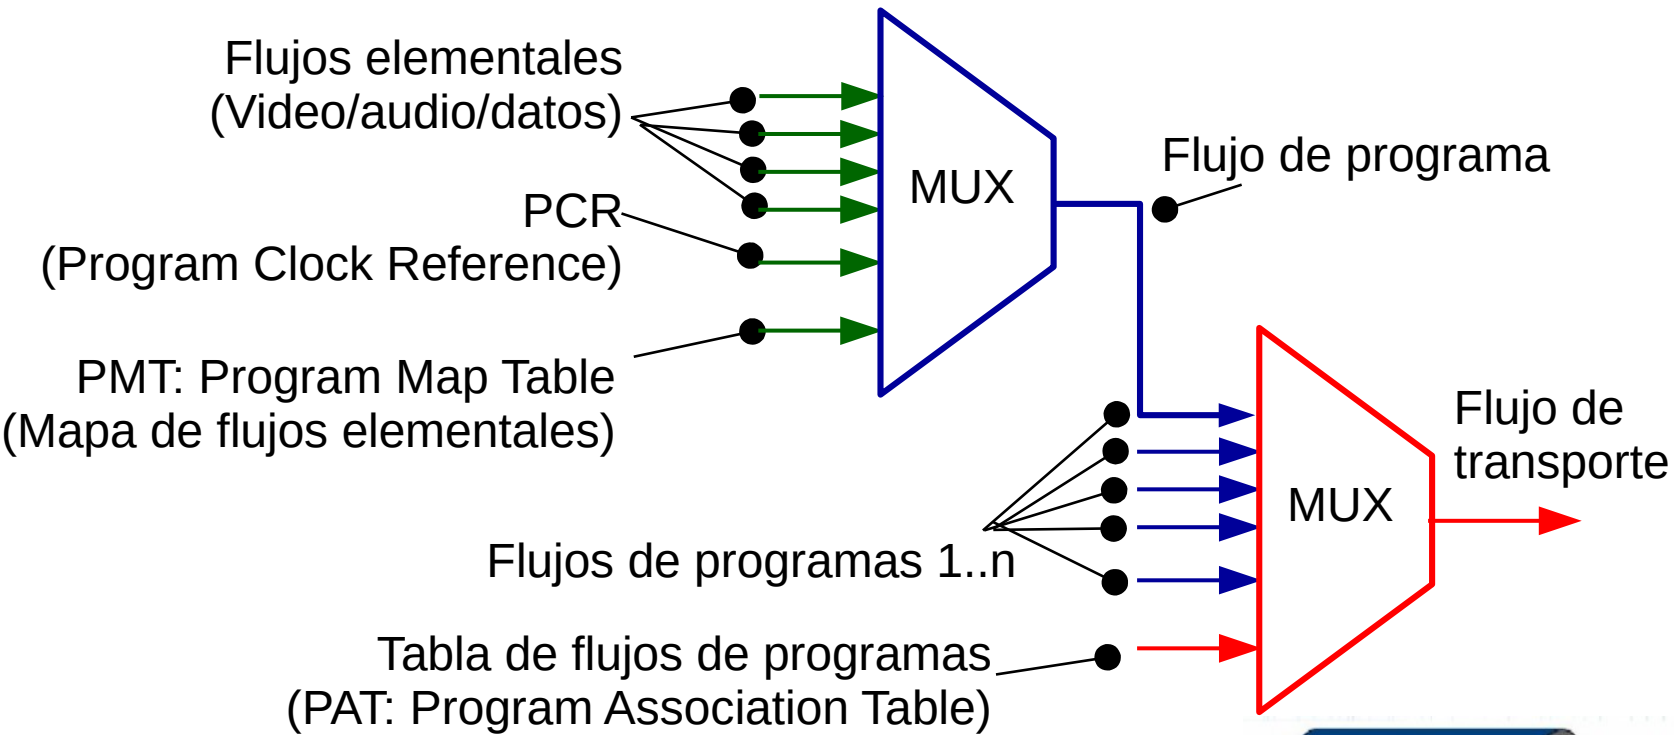 Flujos elementales
(Video/audio/datos)
Flujo de programa
MUX
PCR
(Program Clock Reference)
PMT: Program Map Table
(Mapa de flujos elementales)
Flujo de
transporte
MUX
Flujos de programas 1..n
Tabla de flujos de programas
(PAT: Program Association Table)